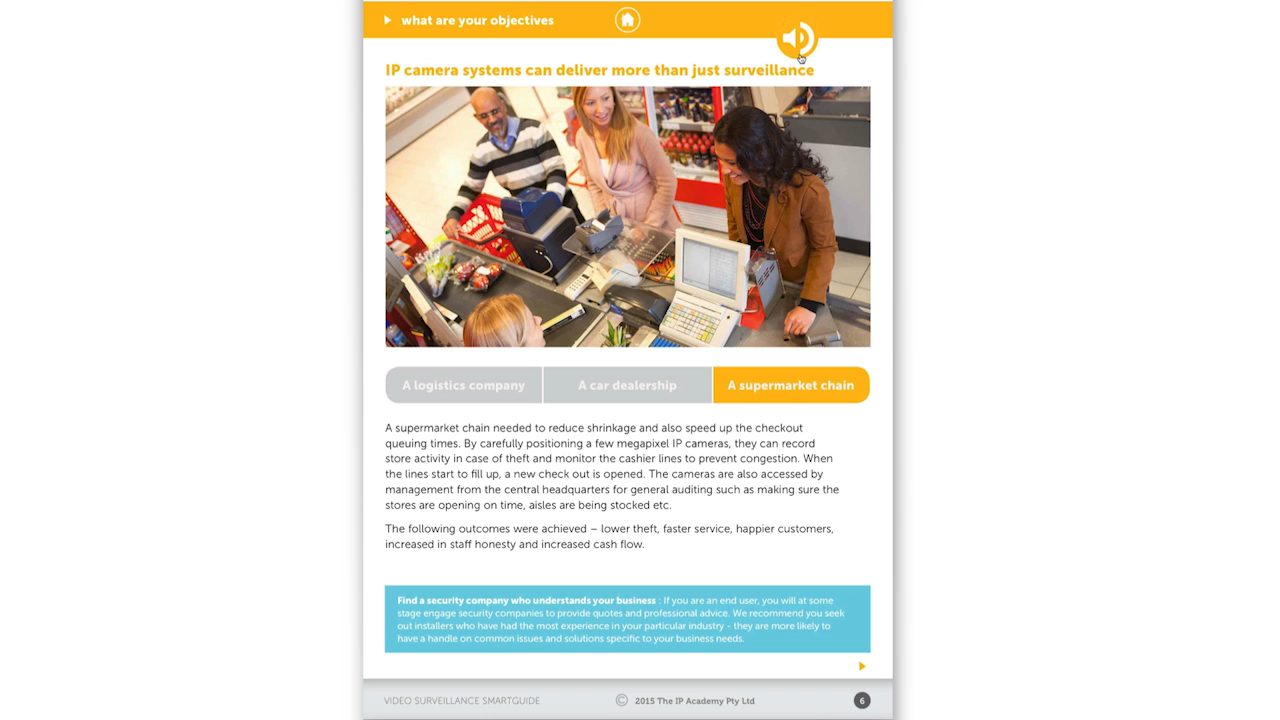 what are your objectives
IP camera systems can deliver more than just surveillance
A logistics company
A car dealership
A supermarket chain
A supermarket chain needed to reduce shrinkage and also speed up the checkout
queuing times. By carefully positioning a few megapixel IP cameras, they can record
store activity in case of theft and monitor the cashier lines to prevent congestion. When
the lines start to fill up, a new check out is opened. The cameras are also accessed by
management from the central headquarters for general auditing such as making sure the
stores are opening on time, aisles are being stocked etc.
The following outcomes were achieved – lower theft, faster service, happier customers,
increased in staff honesty and increased cash flow.
Find a security company who understands your business : If you are an end user, you will at some
stage engage security companies to provide quotes and professional advice. We recommend you seek
out installers who have had the most experience in your particular industry - they are more likely to
have a handle on common issues and solutions specific to your business needs.
VIDEO SURVEILLANCE SMARTGUIDE
© 2015 The IP Academy Pty Ltd
6